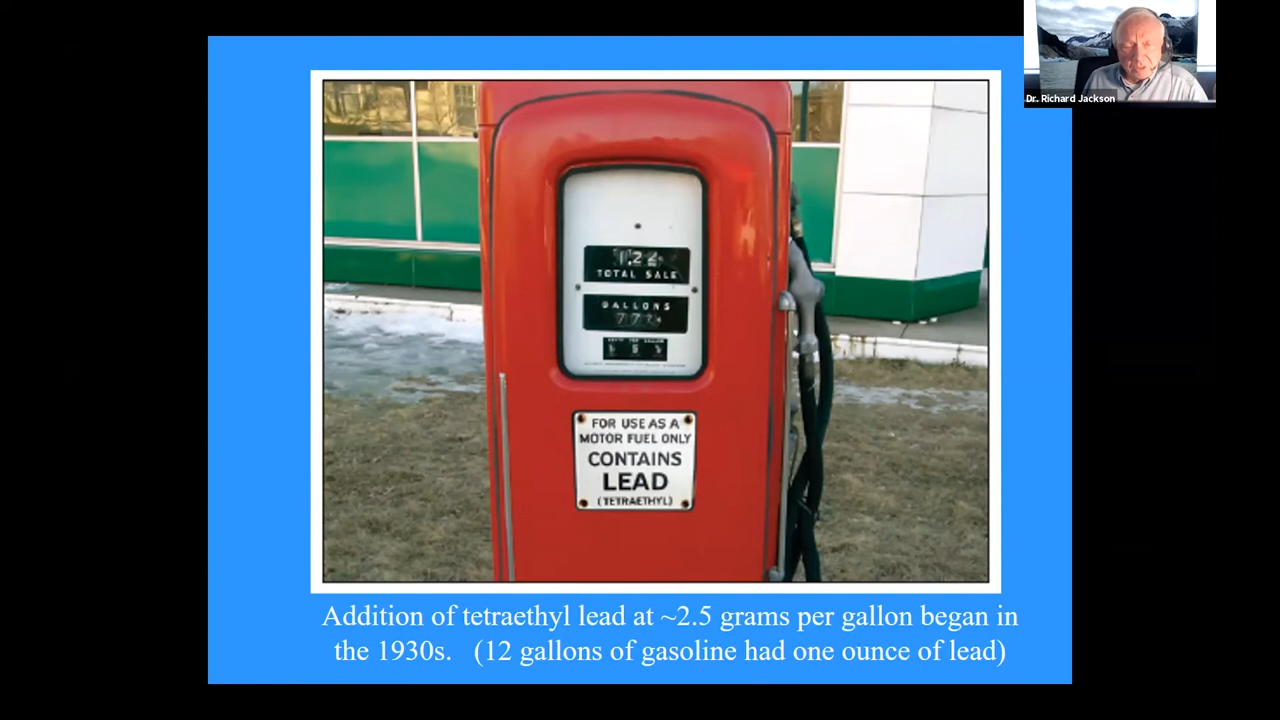 Dr. Richard Jackson
TOTAL SALE
GALLONS
FOR USE AS A
MOTOR FUEL ONLY
CONTAINS
LEAD
(TETRAETHYL)
Addition of tetraethyl lead at ~2.5 grams per gallon began in
the 1930s. (12 gallons of gasoline had one ounce of lead)